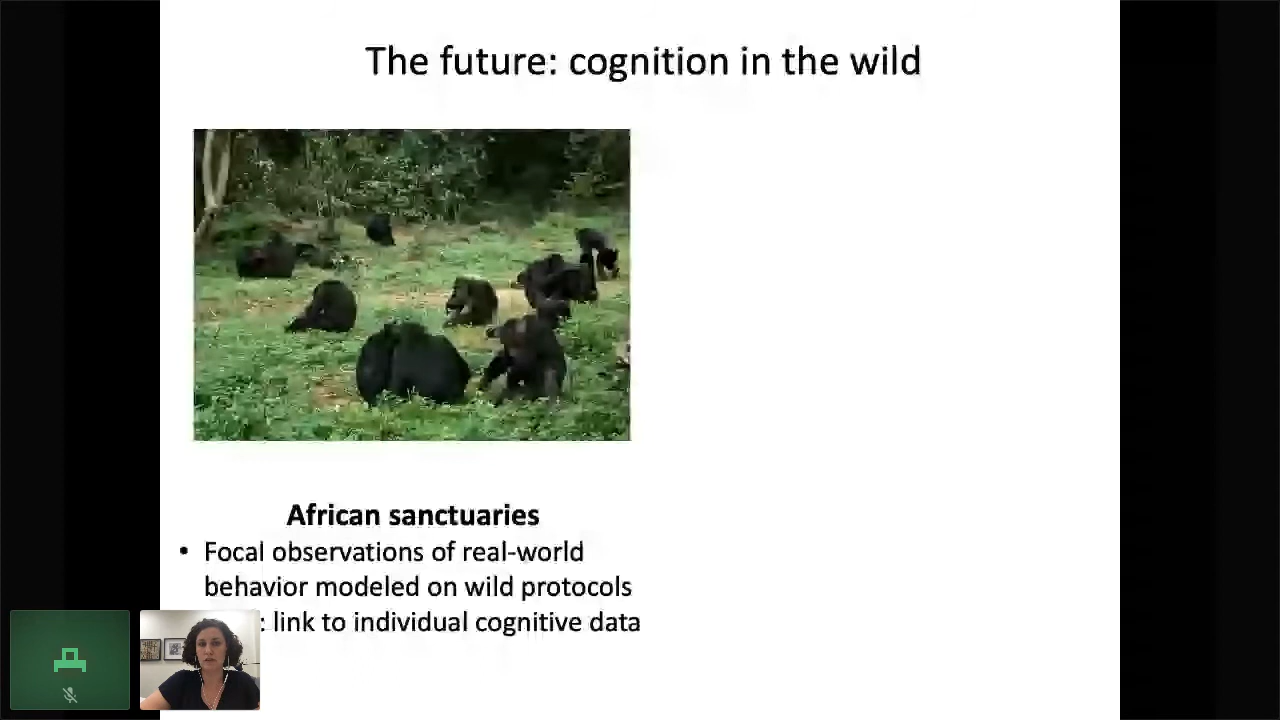 The future: cognition in the wild
African sanctuaries
• Focal observations of real-world
behavior modeled on wild protocols
: link to individual cognitive data